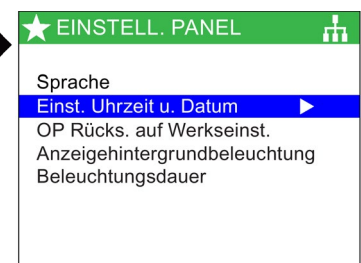 EINSTELL. PANEL
Sprache
Einst. Uhrzeit u. Datum
OP Rücks. auf Werkseinst.
Anzeigehintergrundbeleuchtung
Beleuchtungsdauer